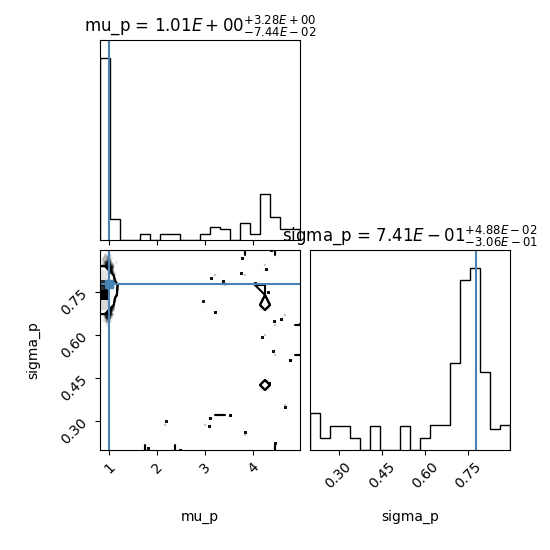 mu_p = 1.01E + 00+3.28E + 00
−7.44E − 02
sigma_p = 7.41E − 01+4.88E − 02
−3.06E − 01
0.75
0.60
0.45
0.30
sigma_p
1 2 3 4
0.30 0.45 0.60 0.75
mu_p
sigma_p